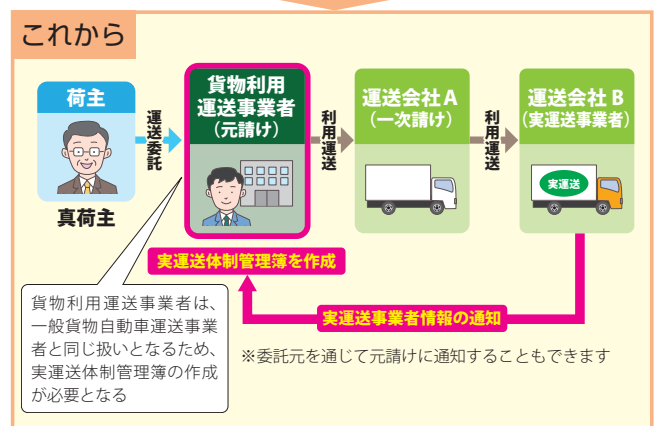 これから
荷主
真荷主
運送委託
貨物利用
運送事業者
（元請け）
利用運送
運送会社A
（一次請け）
利用運送
運送会社B
（実運送事業者）
実運送
実運送体制管理簿を作成
実運送事業者情報の通知
※委託元を通じて元請けに通知することもできます
貨物利用運送事業者は、
一般貨物自動車運送事業
者と同じ扱いとなるため、
実運送体制管理簿の作成
が必要となる